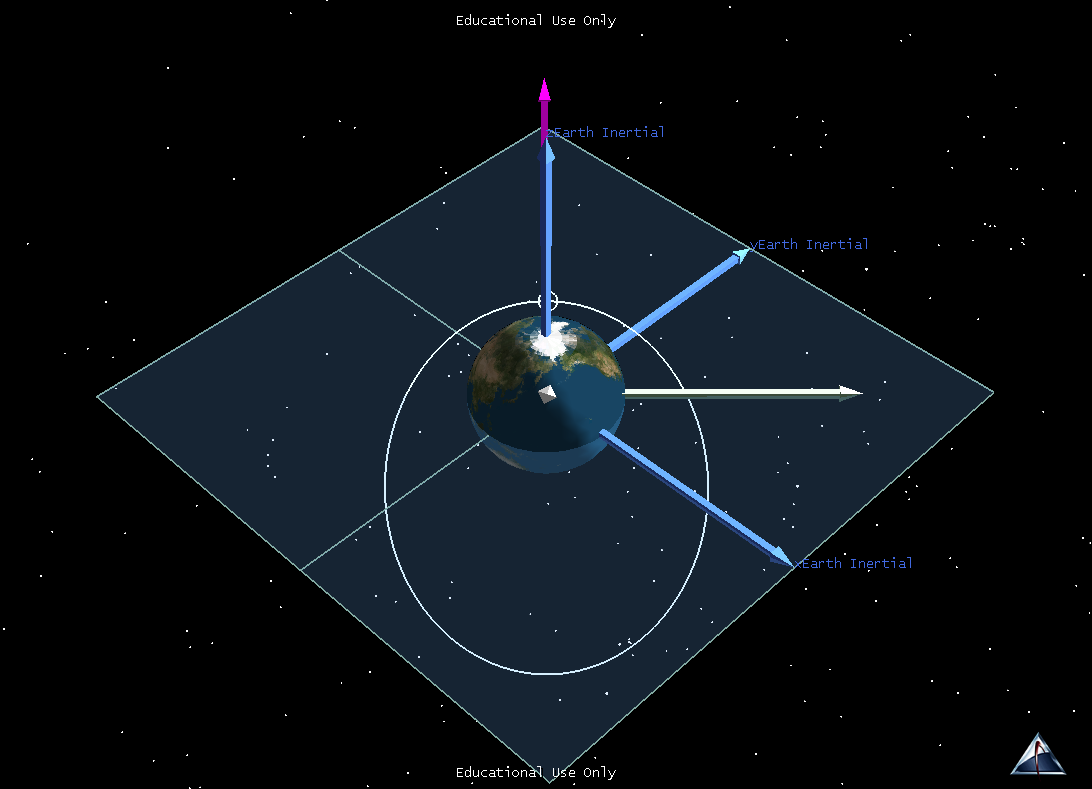 Educational Use Only
zEarth Inertial
yEarth Inertial
xEarth Inertial
Educational Use Only